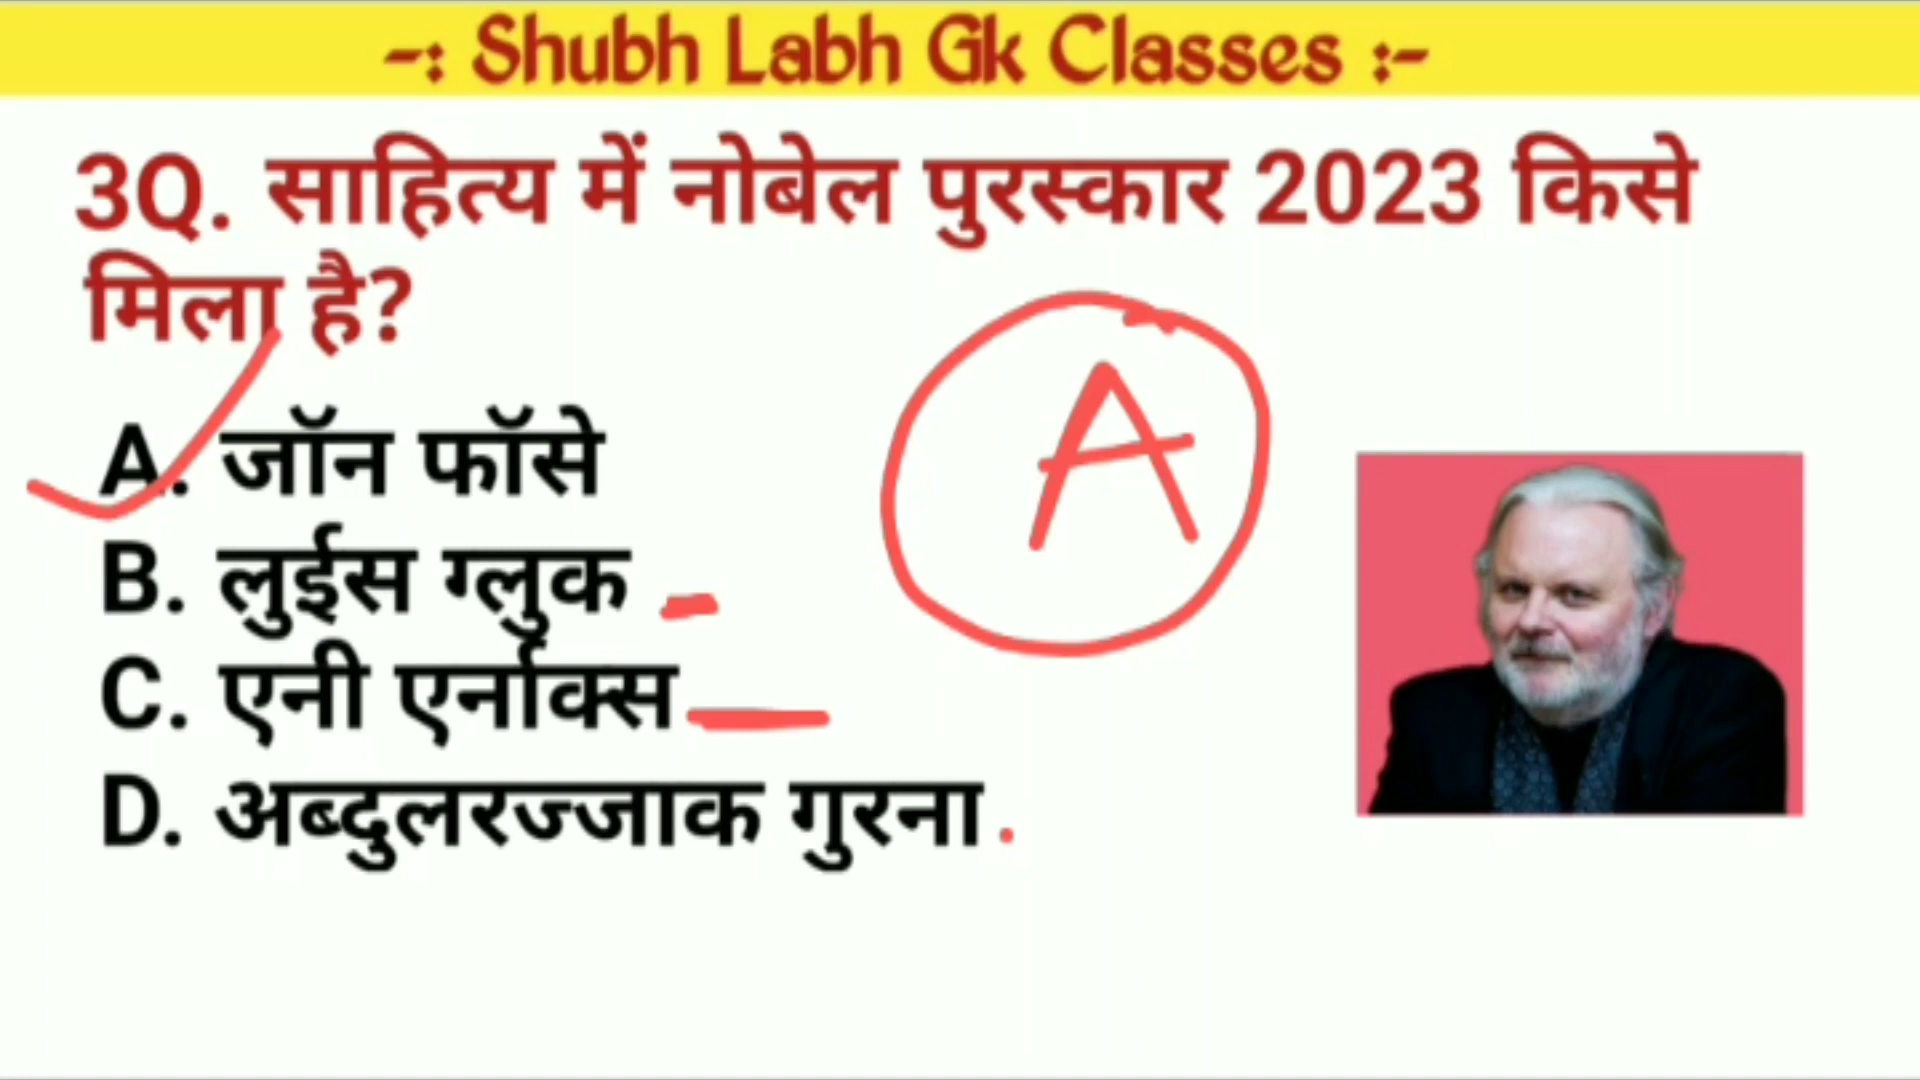 -: Shubh Labh Gk Classes :-
3Q. साहित्य में नोबेल पुरस्कार 2023 किसे
मिला है?
A. जॉन फॉसे
B. लुईस ग्लुक
C. एनी एर्नाक्स
D. अब्दुलरज्जाक गुरना
A